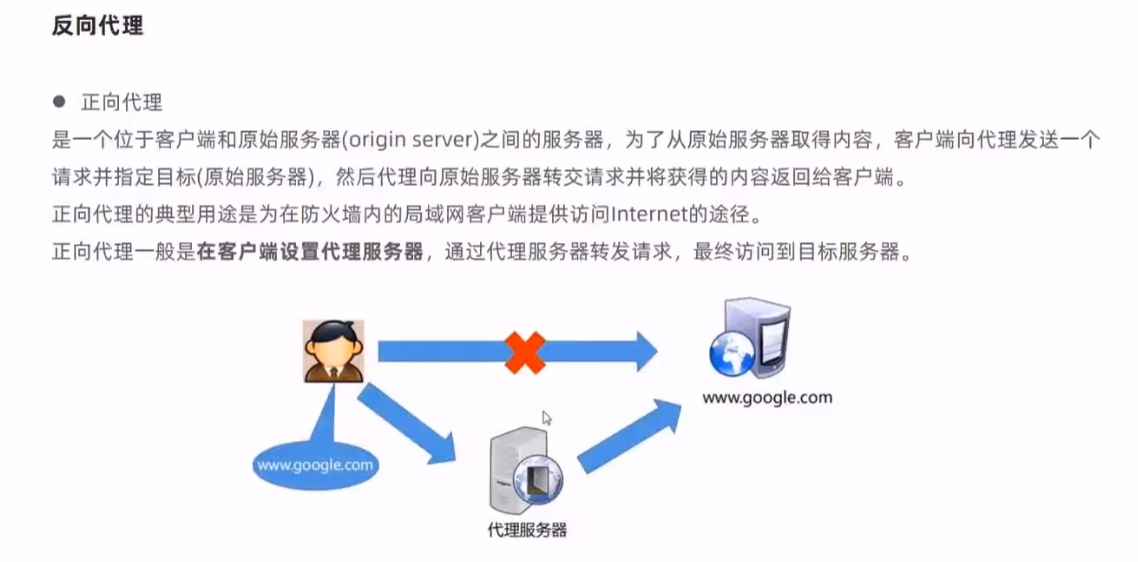 反向代理
● 正向代理
是一个位于客户端和原始服务器(origin server)之间的服务器，为了从原始服务器取得内容，客户端向代理发送一个
请求并指定目标(原始服务器)，然后代理向原始服务器转交请求并将获得的内容返回给客户端。
正向代理的典型用途是为在防火墙内的局域网客户端提供访问Internet的途径。
正向代理一般是在客户端设置代理服务器，通过代理服务器转发请求，最终访问到目标服务器。
www.google.com
www.google.com
代理服务器